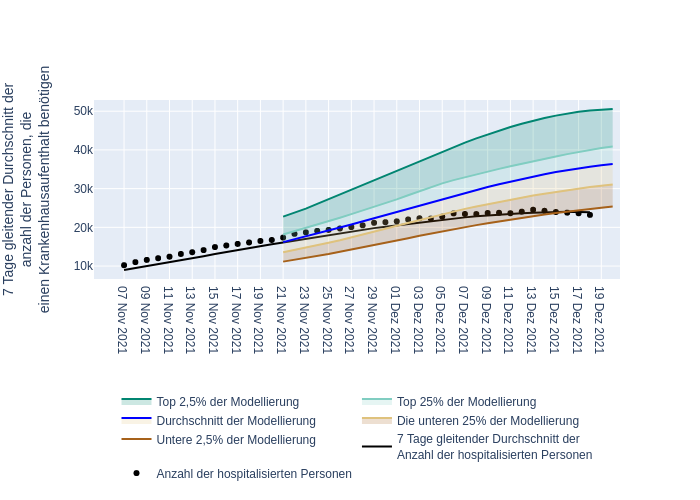 7 Tage gleitender Durchschnitt der
anzahl der Personen, die
einen Krankenhausaufenthalt benötigen
50k
40k
30k
20k
10k
07 Nov 2021
09 Nov 2021
11 Nov 2021
13 Nov 2021
15 Nov 2021
17 Nov 2021
19 Nov 2021
21 Nov 2021
23 Nov 2021
25 Nov 2021
27 Nov 2021
29 Nov 2021
01 Dez 2021
03 Dez 2021
05 Dez 2021
07 Dez 2021
09 Dez 2021
11 Dez 2021
13 Dez 2021
15 Dez 2021
17 Dez 2021
19 Dez 2021
Top 2,5% der Modellierung
Top 25% der Modellierung
Durchschnitt der Modellierung
Die unteren 25% der Modellierung
Untere 2,5% der Modellierung
7 Tage gleitender Durchschnitt der
Anzahl der hospitalisierten Personen
Anzahl der hospitalisierten Personen